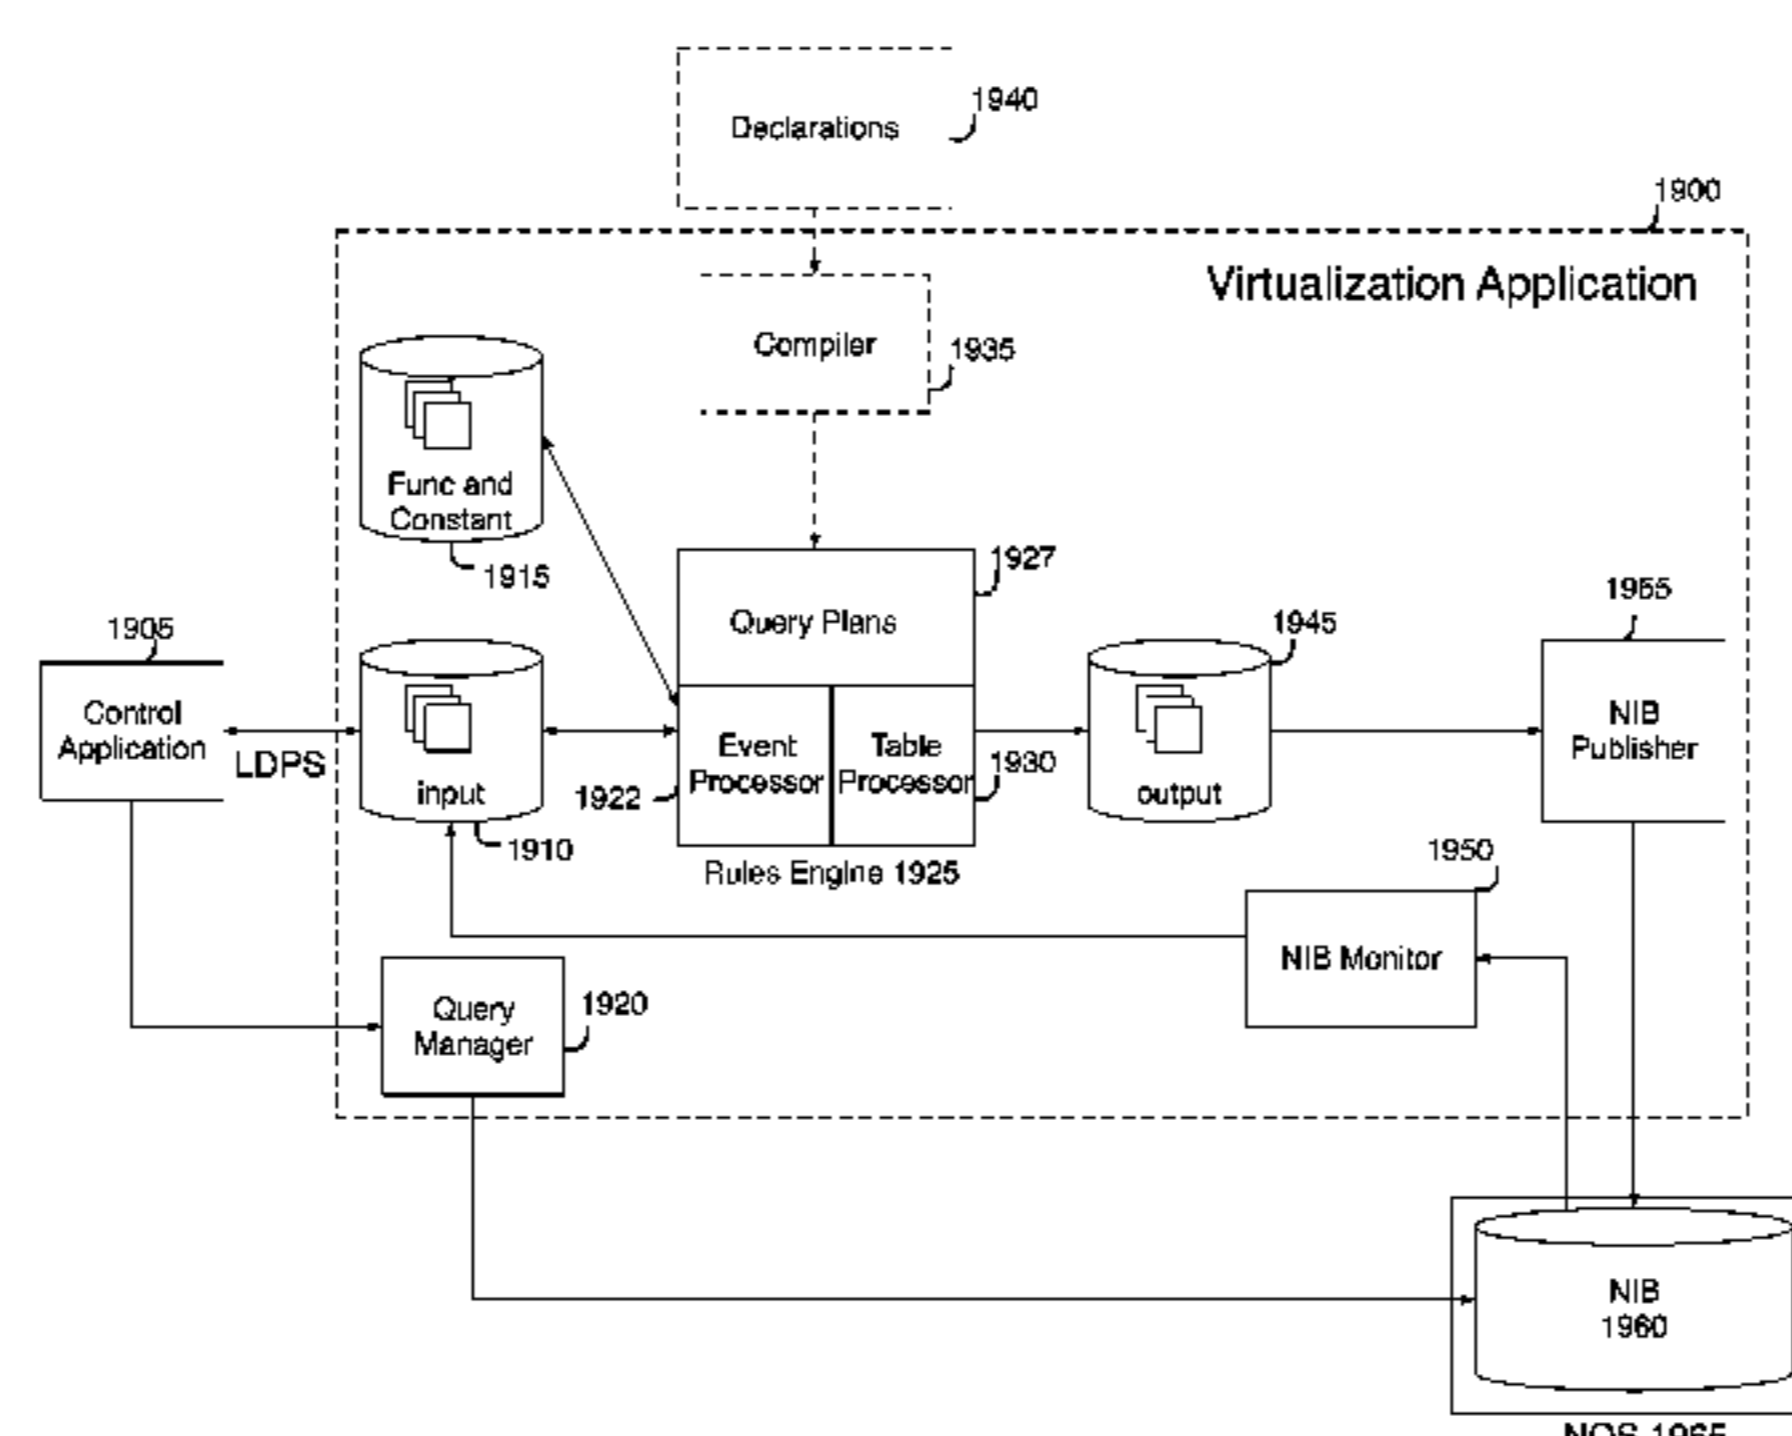 Declarations
1940
1900
Virtualization Application
Compiler
1935
Func and
Constant
1915
1927
Query Plans
1905
Control
Application
LDPS
input
1910
Event
Processor
1922
Table
Processor
1930
Rules Engine 1925
1945
output
1955
NIB
Publisher
1950
NIB Monitor
Query
Manager
1920
NIB
1960
NOS 1965